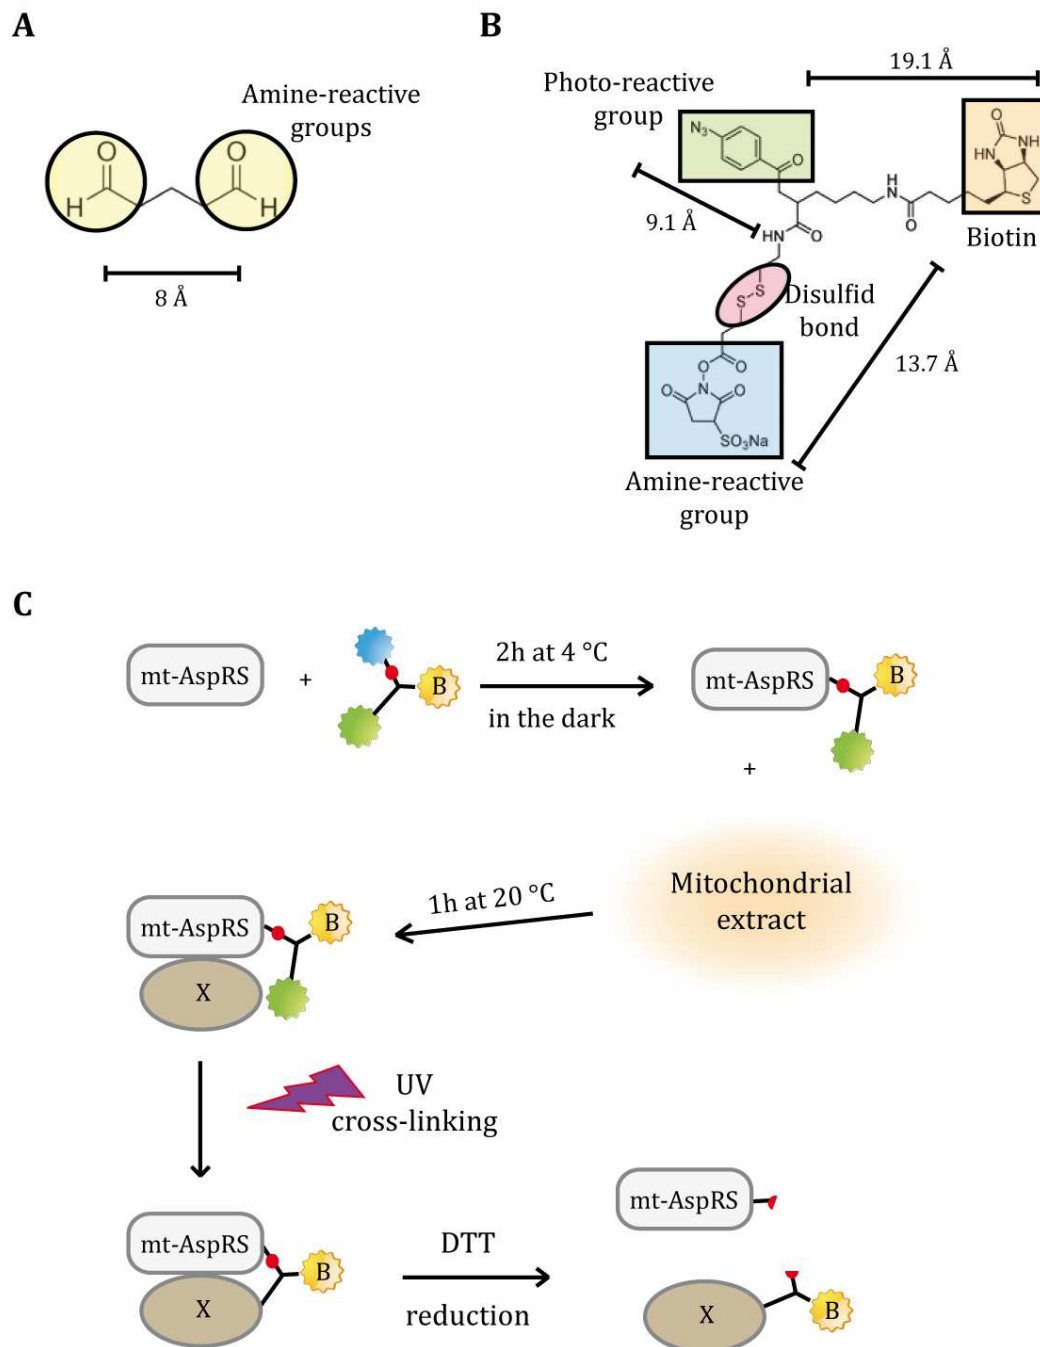 A
Amine-reactive
groups
O
O
H
H
8 Å
B
19.1 Å
Photo-reactive
group
N₃
O
O
HN
NH
S
H
N
O
Biotin
9.1 Å
HN
O
S
S
Disulfid
bond
13.7 Å
O
O
O
N
O
SO₃Na
Amine-reactive
group
C
mt-AspRS
+
B
2h at 4 °C
in the dark
mt-AspRS
B
+
Mitochondrial
extract
1h at 20 °C
mt-AspRS
B
X
UV
cross-linking
mt-AspRS
B
X
DTT
reduction
mt-AspRS
X
B